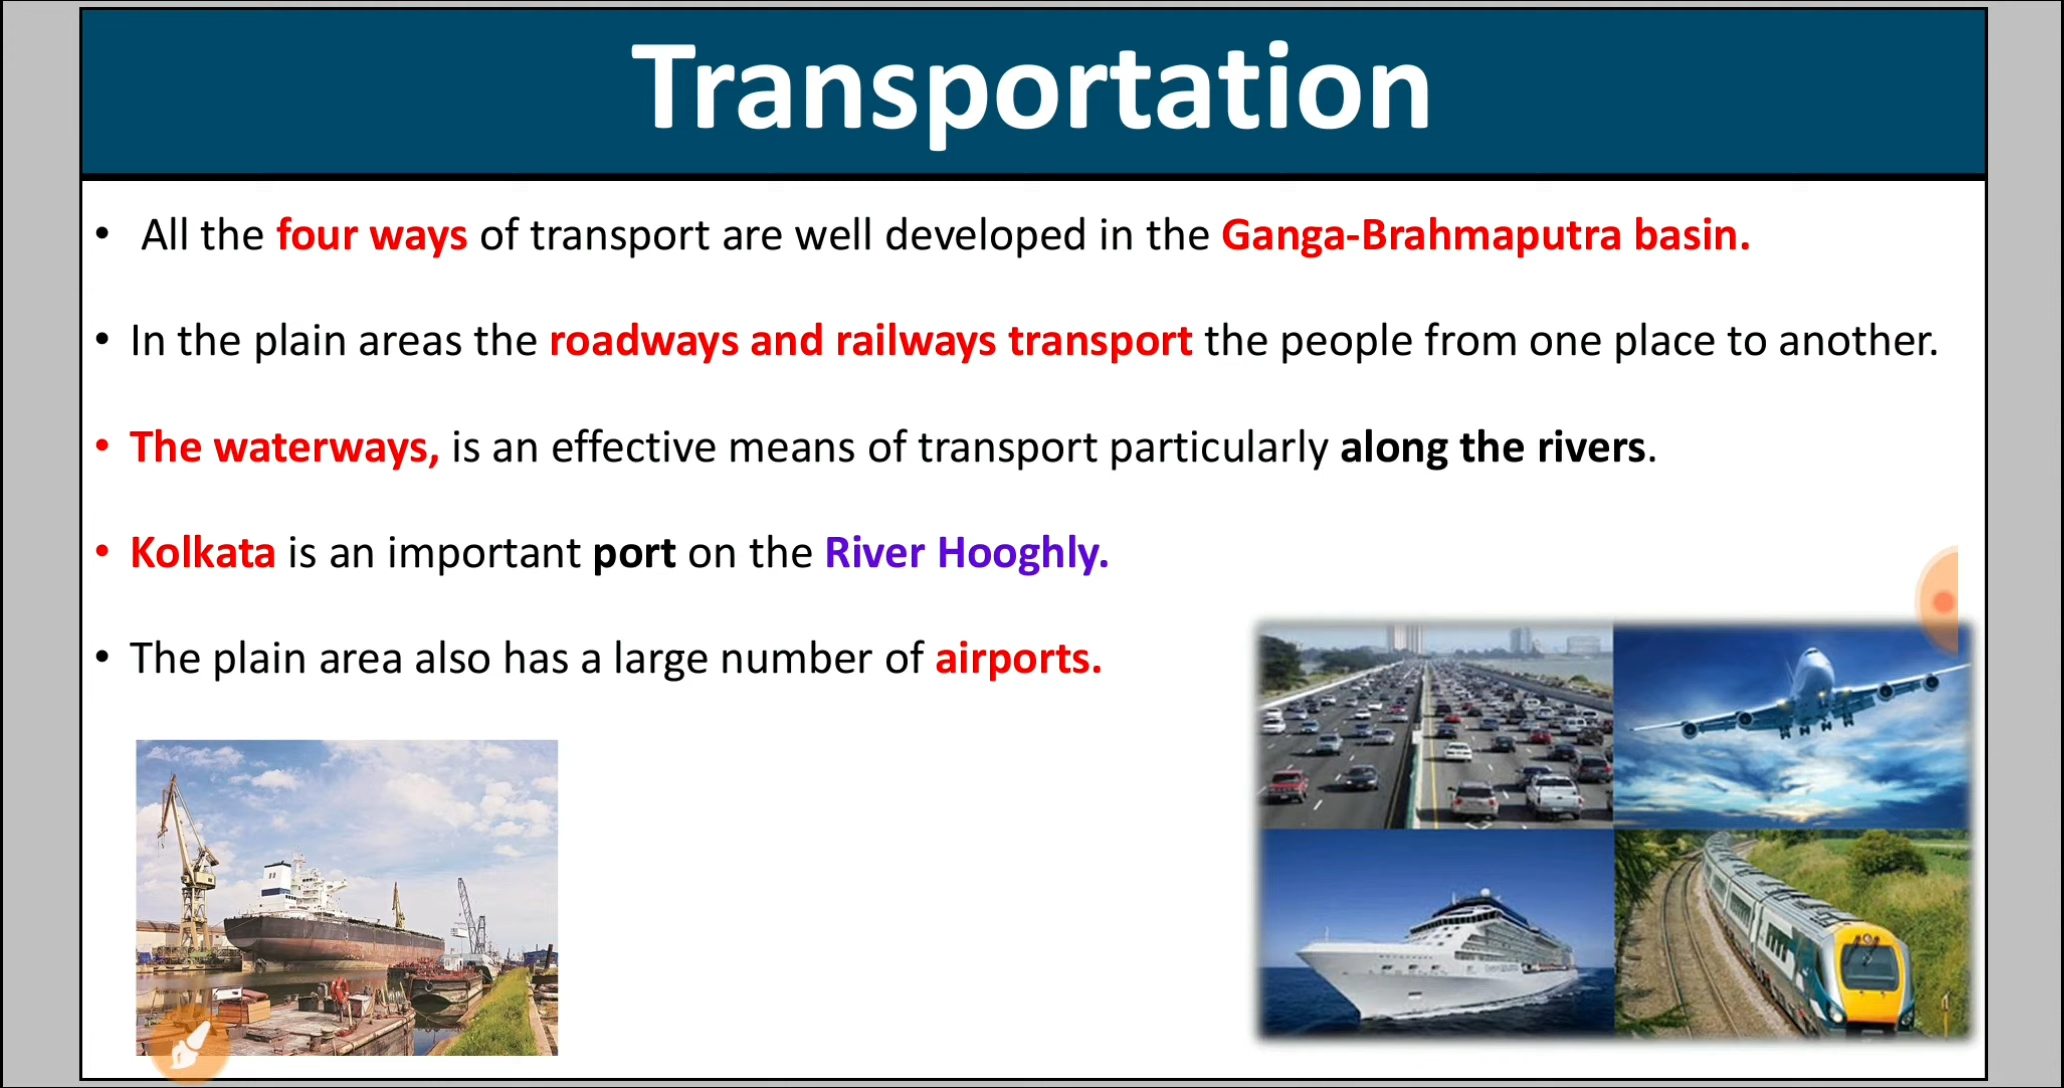 Transportation
• All the four ways of transport are well developed in the Ganga-Brahmaputra basin.
• In the plain areas the roadways and railways transport the people from one place to another.
• The waterways, is an effective means of transport particularly along the rivers.
• Kolkata is an important port on the River Hooghly.
• The plain area also has a large number of airports.